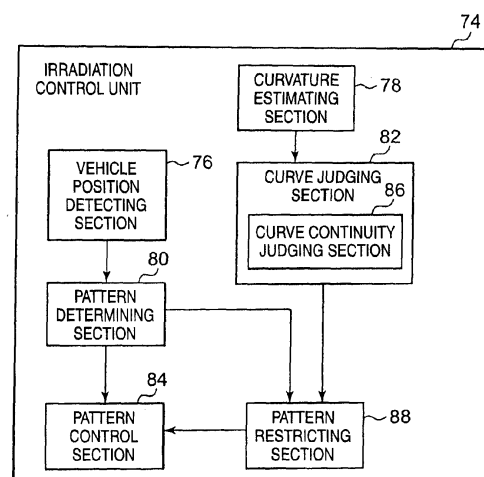 74
IRRADIATION
CONTROL UNIT
CURVATURE
ESTIMATING
SECTION
78
82
VEHICLE
POSITION
DETECTING
SECTION
76
CURVE JUDGING
SECTION
86
CURVE CONTINUITY
JUDGING SECTION
80
PATTERN
DETERMINING
SECTION
84
PATTERN
CONTROL
SECTION
PATTERN
RESTRICTING
SECTION
88